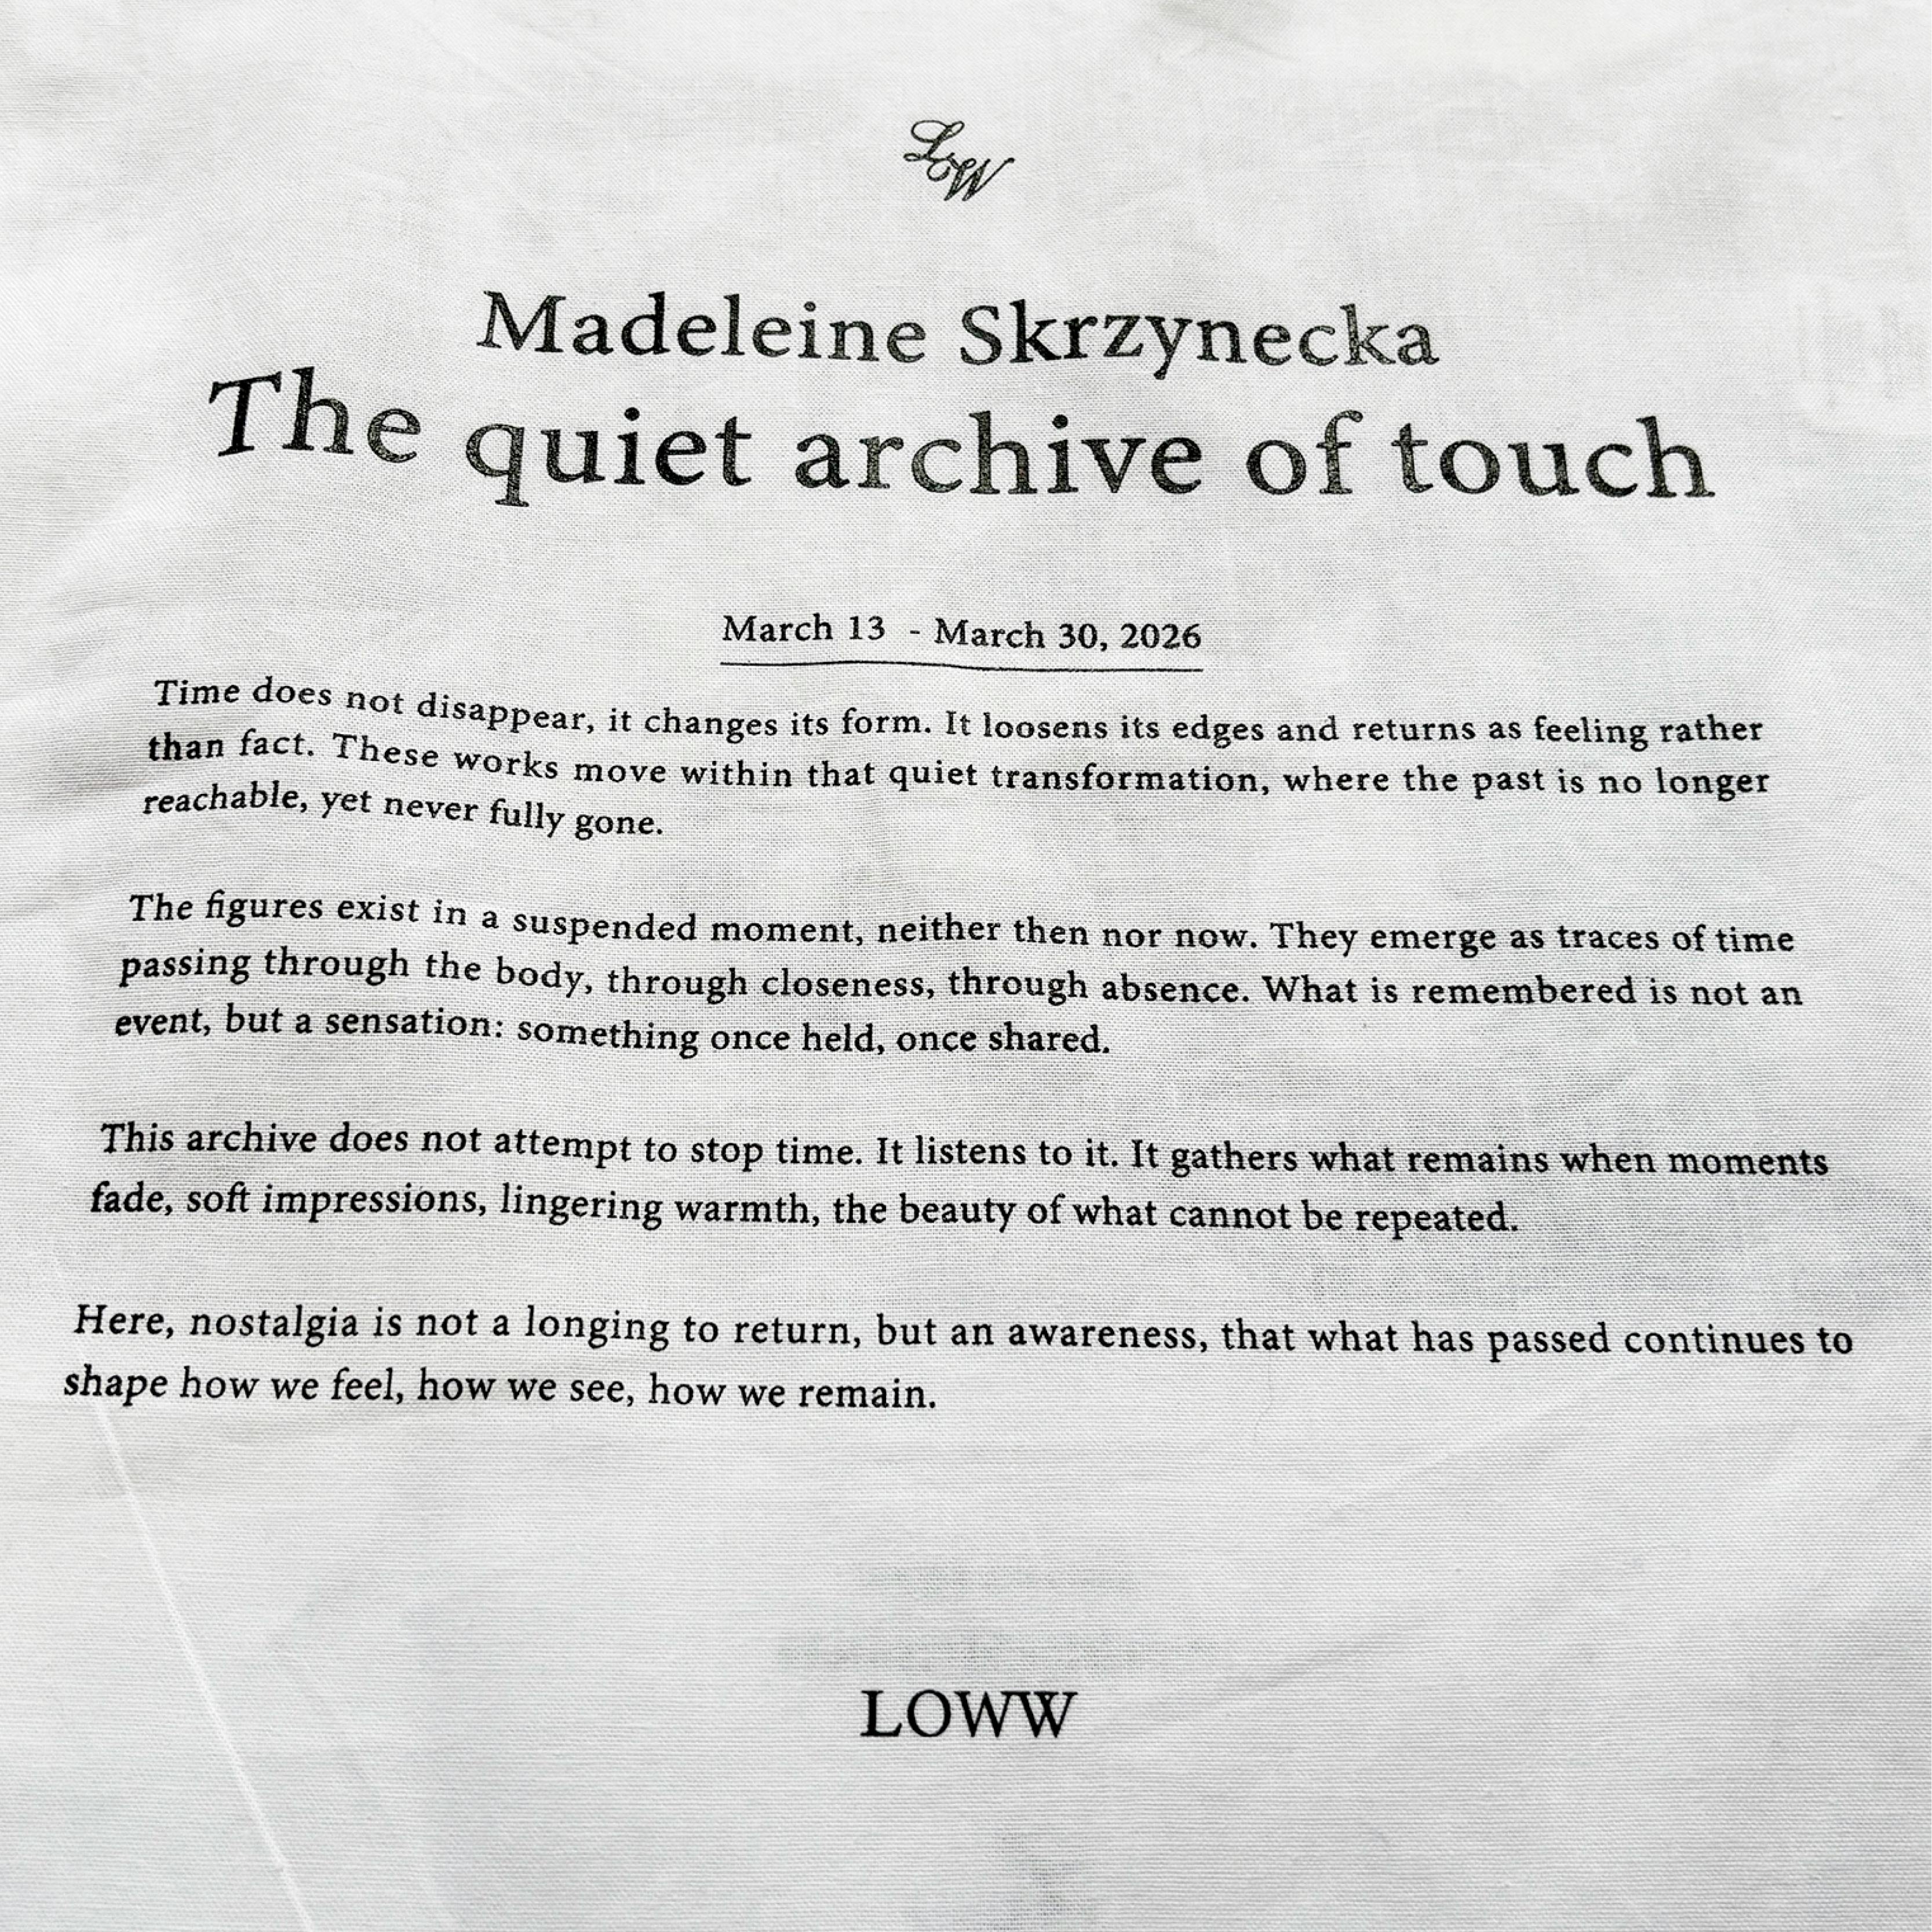 LoW
Madeleine Skrzynecka
The quiet archive of touch
March 13 - March 30, 2026
Time does not disappear, it changes its form. It loosens its edges and returns as feeling rather
than fact. These works move within that quiet transformation, where the past is no longer
reachable, yet never fully gone.
The figures exist in a suspended moment, neither then nor now. They emerge as traces of time
passing through the body, through closeness, through absence. What is remembered is not an
event, but a sensation: something once held, once shared.
This archive does not attempt to stop time. It listens to it. It gathers what remains when moments
fade, soft impressions, lingering warmth, the beauty of what cannot be repeated.
Here, nostalgia is not a longing to return, but an awareness, that what has passed continues to
shape how we feel, how we see, how we remain.
LOWW